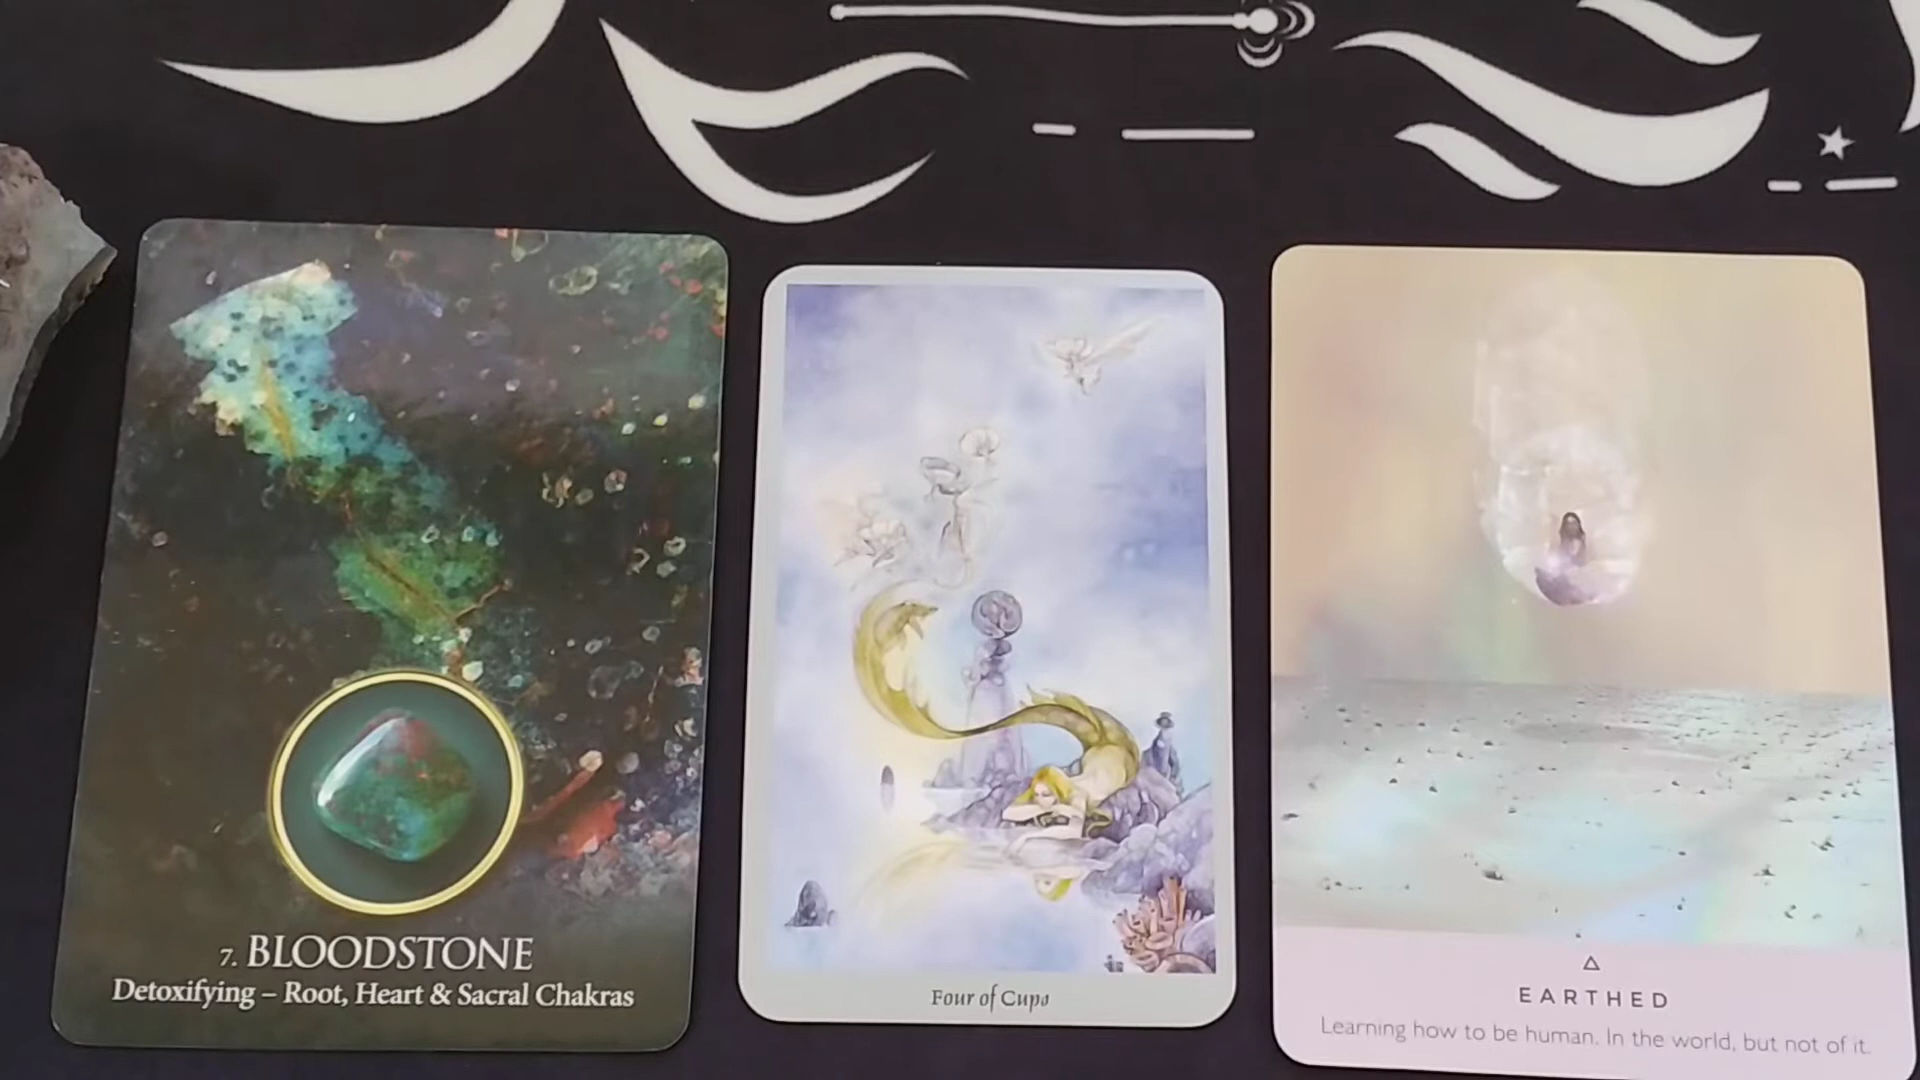 7. BLOODSTONE
Detoxifying – Root, Heart & Sacral Chakras
Four of Cups
EARTHED
Learning how to be human. In the world, but not of it.